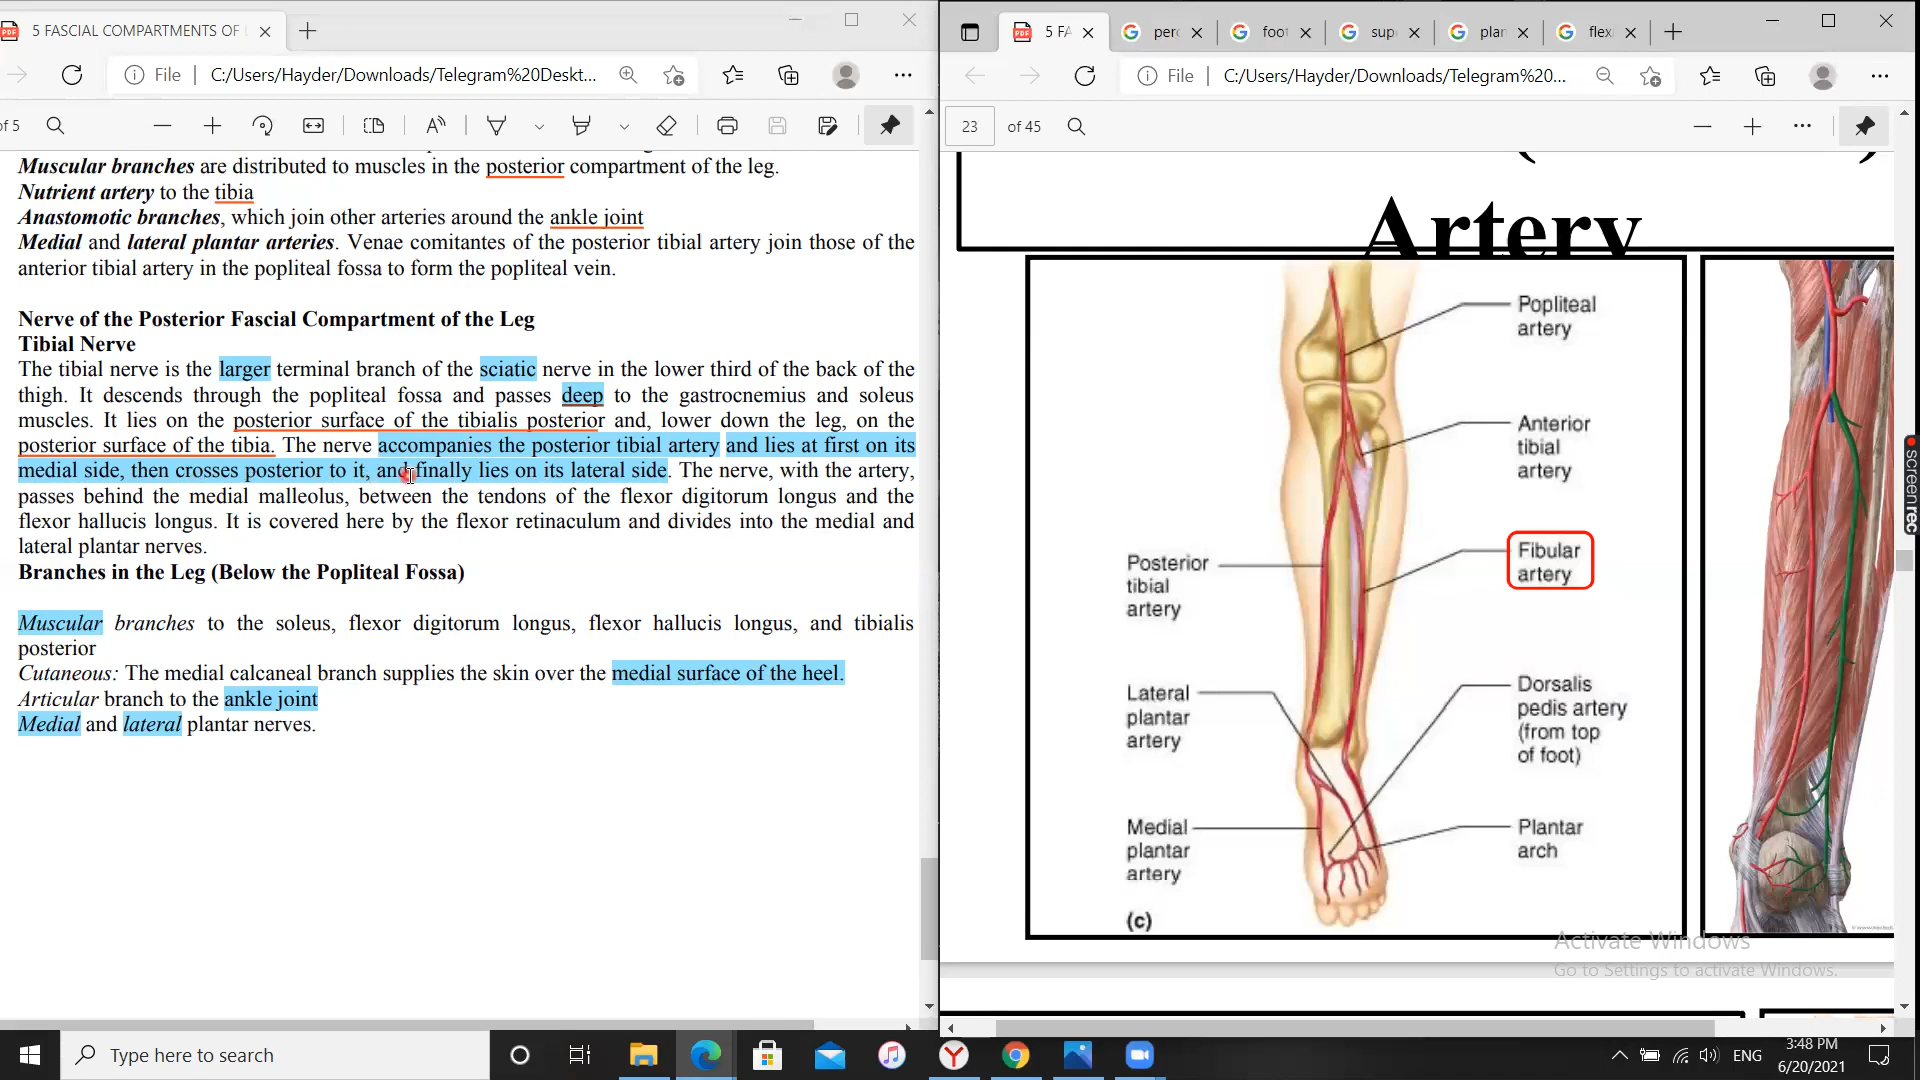 5 FASCIAL COMPARTMENTS OF
File
C:/Users/Hayder/Downloads/Telegram%20Deskt...
of 5
Muscular branches are distributed to muscles in the posterior compartment of the leg.
Nutrient artery to the tibia
Anastomotic branches, which join other arteries around the ankle joint
Medial and lateral plantar arteries. Venae comitantes of the posterior tibial artery join those of the
anterior tibial artery in the popliteal fossa to form the popliteal vein.
Nerve of the Posterior Fascial Compartment of the Leg
Tibial Nerve
The tibial nerve is the larger terminal branch of the sciatic nerve in the lower third of the back of the
thigh. It descends through the popliteal fossa and passes deep to the gastrocnemius and soleus
muscles. It lies on the posterior surface of the tibialis posterior and, lower down the leg, on the
posterior surface of the tibia. The nerve accompanies the posterior tibial artery and lies at first on its
medial side, then crosses posterior to it, and finally lies on its lateral side. The nerve, with the artery,
passes behind the medial malleolus, between the tendons of the flexor digitorum longus and the
flexor hallucis longus. It is covered here by the flexor retinaculum and divides into the medial and
lateral plantar nerves.
Branches in the Leg (Below the Popliteal Fossa)
Muscular branches to the soleus, flexor digitorum longus, flexor hallucis longus, and tibialis
posterior
Cutaneous: The medial calcaneal branch supplies the skin over the medial surface of the heel.
Articular branch to the ankle joint
Medial and lateral plantar nerves.
5 FA
per
foot
sup
plan
flex
File
C:/Users/Hayder/Downloads/Telegram%20...
23 of 45
Artery
Popliteal
artery
Anterior
tibial
artery
Fibular
artery
Posterior
tibial
artery
Lateral
plantar
artery
Dorsalis
pedis artery
(from top
of foot)
Medial
plantar
artery
Plantar
arch
(c)
Activate Windows
Go to Settings to activate Windows.
screenrec
Type here to search
ENG
3:48 PM
6/20/2021